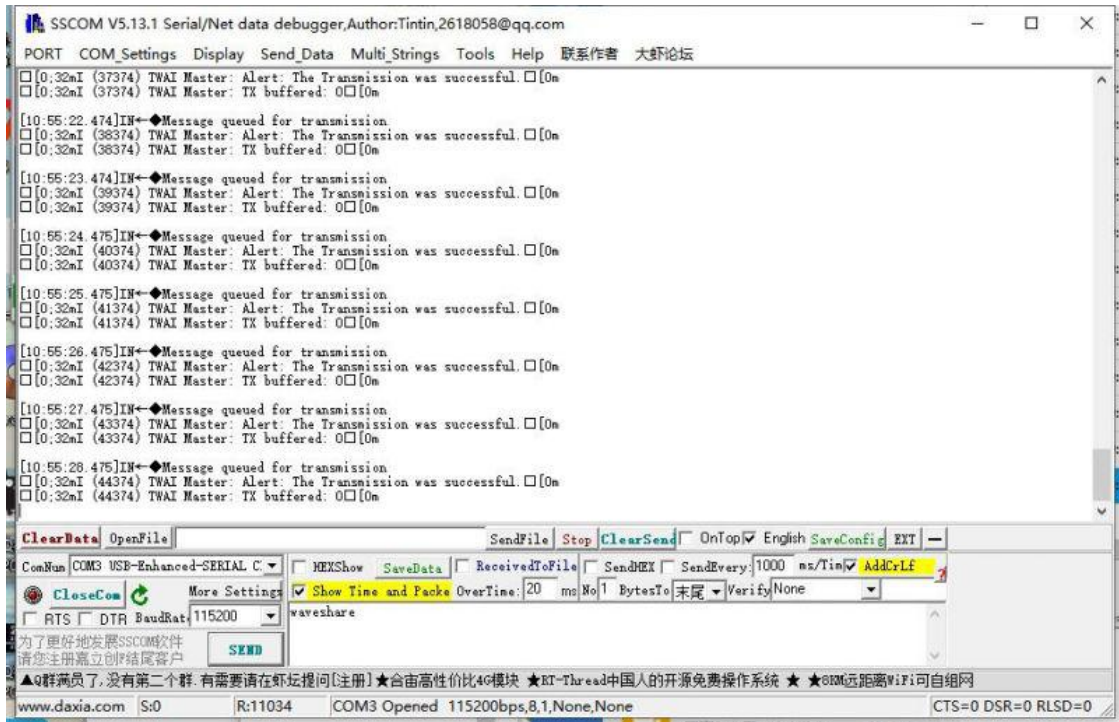 SSCOM V5.13.1 Serial/Net data debugger,Author:Tintin,2618058@qq.com
PORT COM_Settings Display Send_Data Multi_Strings Tools Help 联系作者 大虾论坛
□[0;32mI (37374) TWAI Master: Alert: The Transmission was successful.□[0m
□[0;32mI (37374) TWAI Master: TX buffered: 0□[0m
[10:55:22.474]IN←◆Message queued for transmission
□[0;32mI (38374) TWAI Master: Alert: The Transmission was successful.□[0m
□[0;32mI (38374) TWAI Master: TX buffered: 0□[0m
[10:55:23.474]IN←◆Message queued for transmission
□[0;32mI (39374) TWAI Master: Alert: The Transmission was successful.□[0m
□[0;32mI (39374) TWAI Master: TX buffered: 0□[0m
[10:55:24.475]IN←◆Message queued for transmission
□[0;32mI (40374) TWAI Master: Alert: The Transmission was successful.□[0m
□[0;32mI (40374) TWAI Master: TX buffered: 0□[0m
[10:55:25.475]IN←◆Message queued for transmission
□[0;32mI (41374) TWAI Master: Alert: The Transmission was successful.□[0m
□[0;32mI (41374) TWAI Master: TX buffered: 0□[0m
[10:55:26.475]IN←◆Message queued for transmission
□[0;32mI (42374) TWAI Master: Alert: The Transmission was successful.□[0m
□[0;32mI (42374) TWAI Master: TX buffered: 0□[0m
[10:55:27.475]IN←◆Message queued for transmission
□[0;32mI (43374) TWAI Master: Alert: The Transmission was successful.□[0m
□[0;32mI (43374) TWAI Master: TX buffered: 0□[0m
[10:55:28.475]IN←◆Message queued for transmission
□[0;32mI (44374) TWAI Master: Alert: The Transmission was successful.□[0m
□[0;32mI (44374) TWAI Master: TX buffered: 0□[0m
ClearData OpenFile SendFile Stop ClearSend OnTop English SaveConfig EXT —
ComNum COM3 USB-Enhanced-SERIAL C HEXShow SaveData ReceivedToFile SendHEX SendEvery: 1000 ms/Tim AddCrLf
CloseCom More Settings Show Time and Packe OverTime: 20 ms No 1 BytesTo 末尾 Verify None
RTS DTR BaudRat: 115200 waveshare
为了更好地发展SSCOM软件
请您注册嘉立创F结尾客户 SEND
▲Q群满员了,没有第二个群.有需要请在虾坛提问[注册]★合宙高性价比4G模块 ★RT-Thread中国人的开源免费操作系统 ★ ★8KM远距离WiFi可自组网
www.daxia.com S:0 R:11034 COM3 Opened 115200bps,8,1,None,None CTS=0 DSR=0 RLSD=0